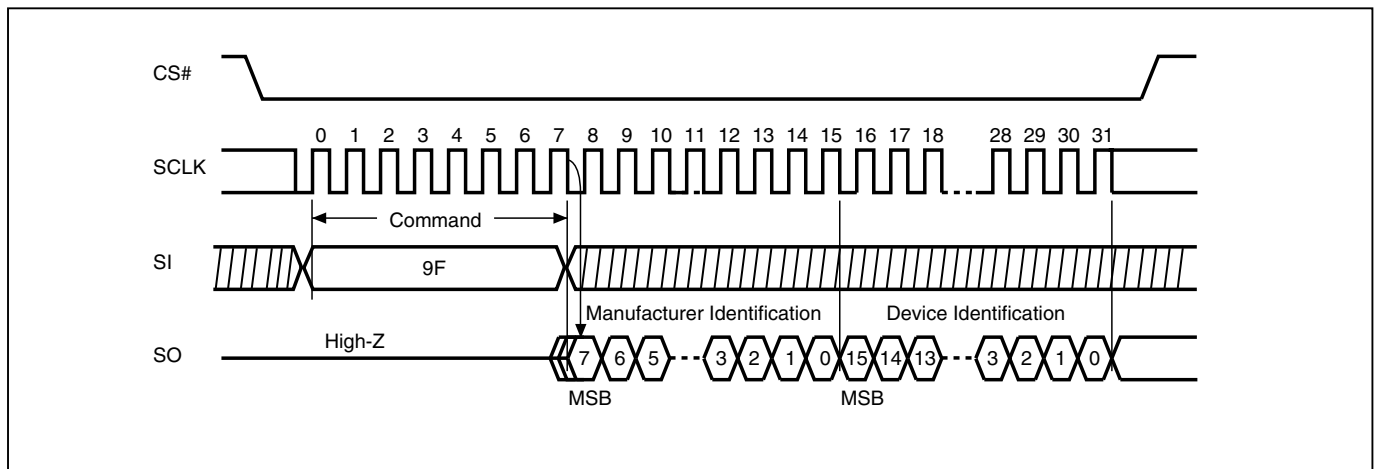 CS#
0 1 2 3 4 5 6 7 8 9 10 11 12 13 14 15 16 17 18 28 29 30 31
SCLK
Command
SI
9F
Manufacturer Identification Device Identification
High-Z
SO
7 6 5 3 2 1 0 15 14 13 3 2 1 0
MSB MSB